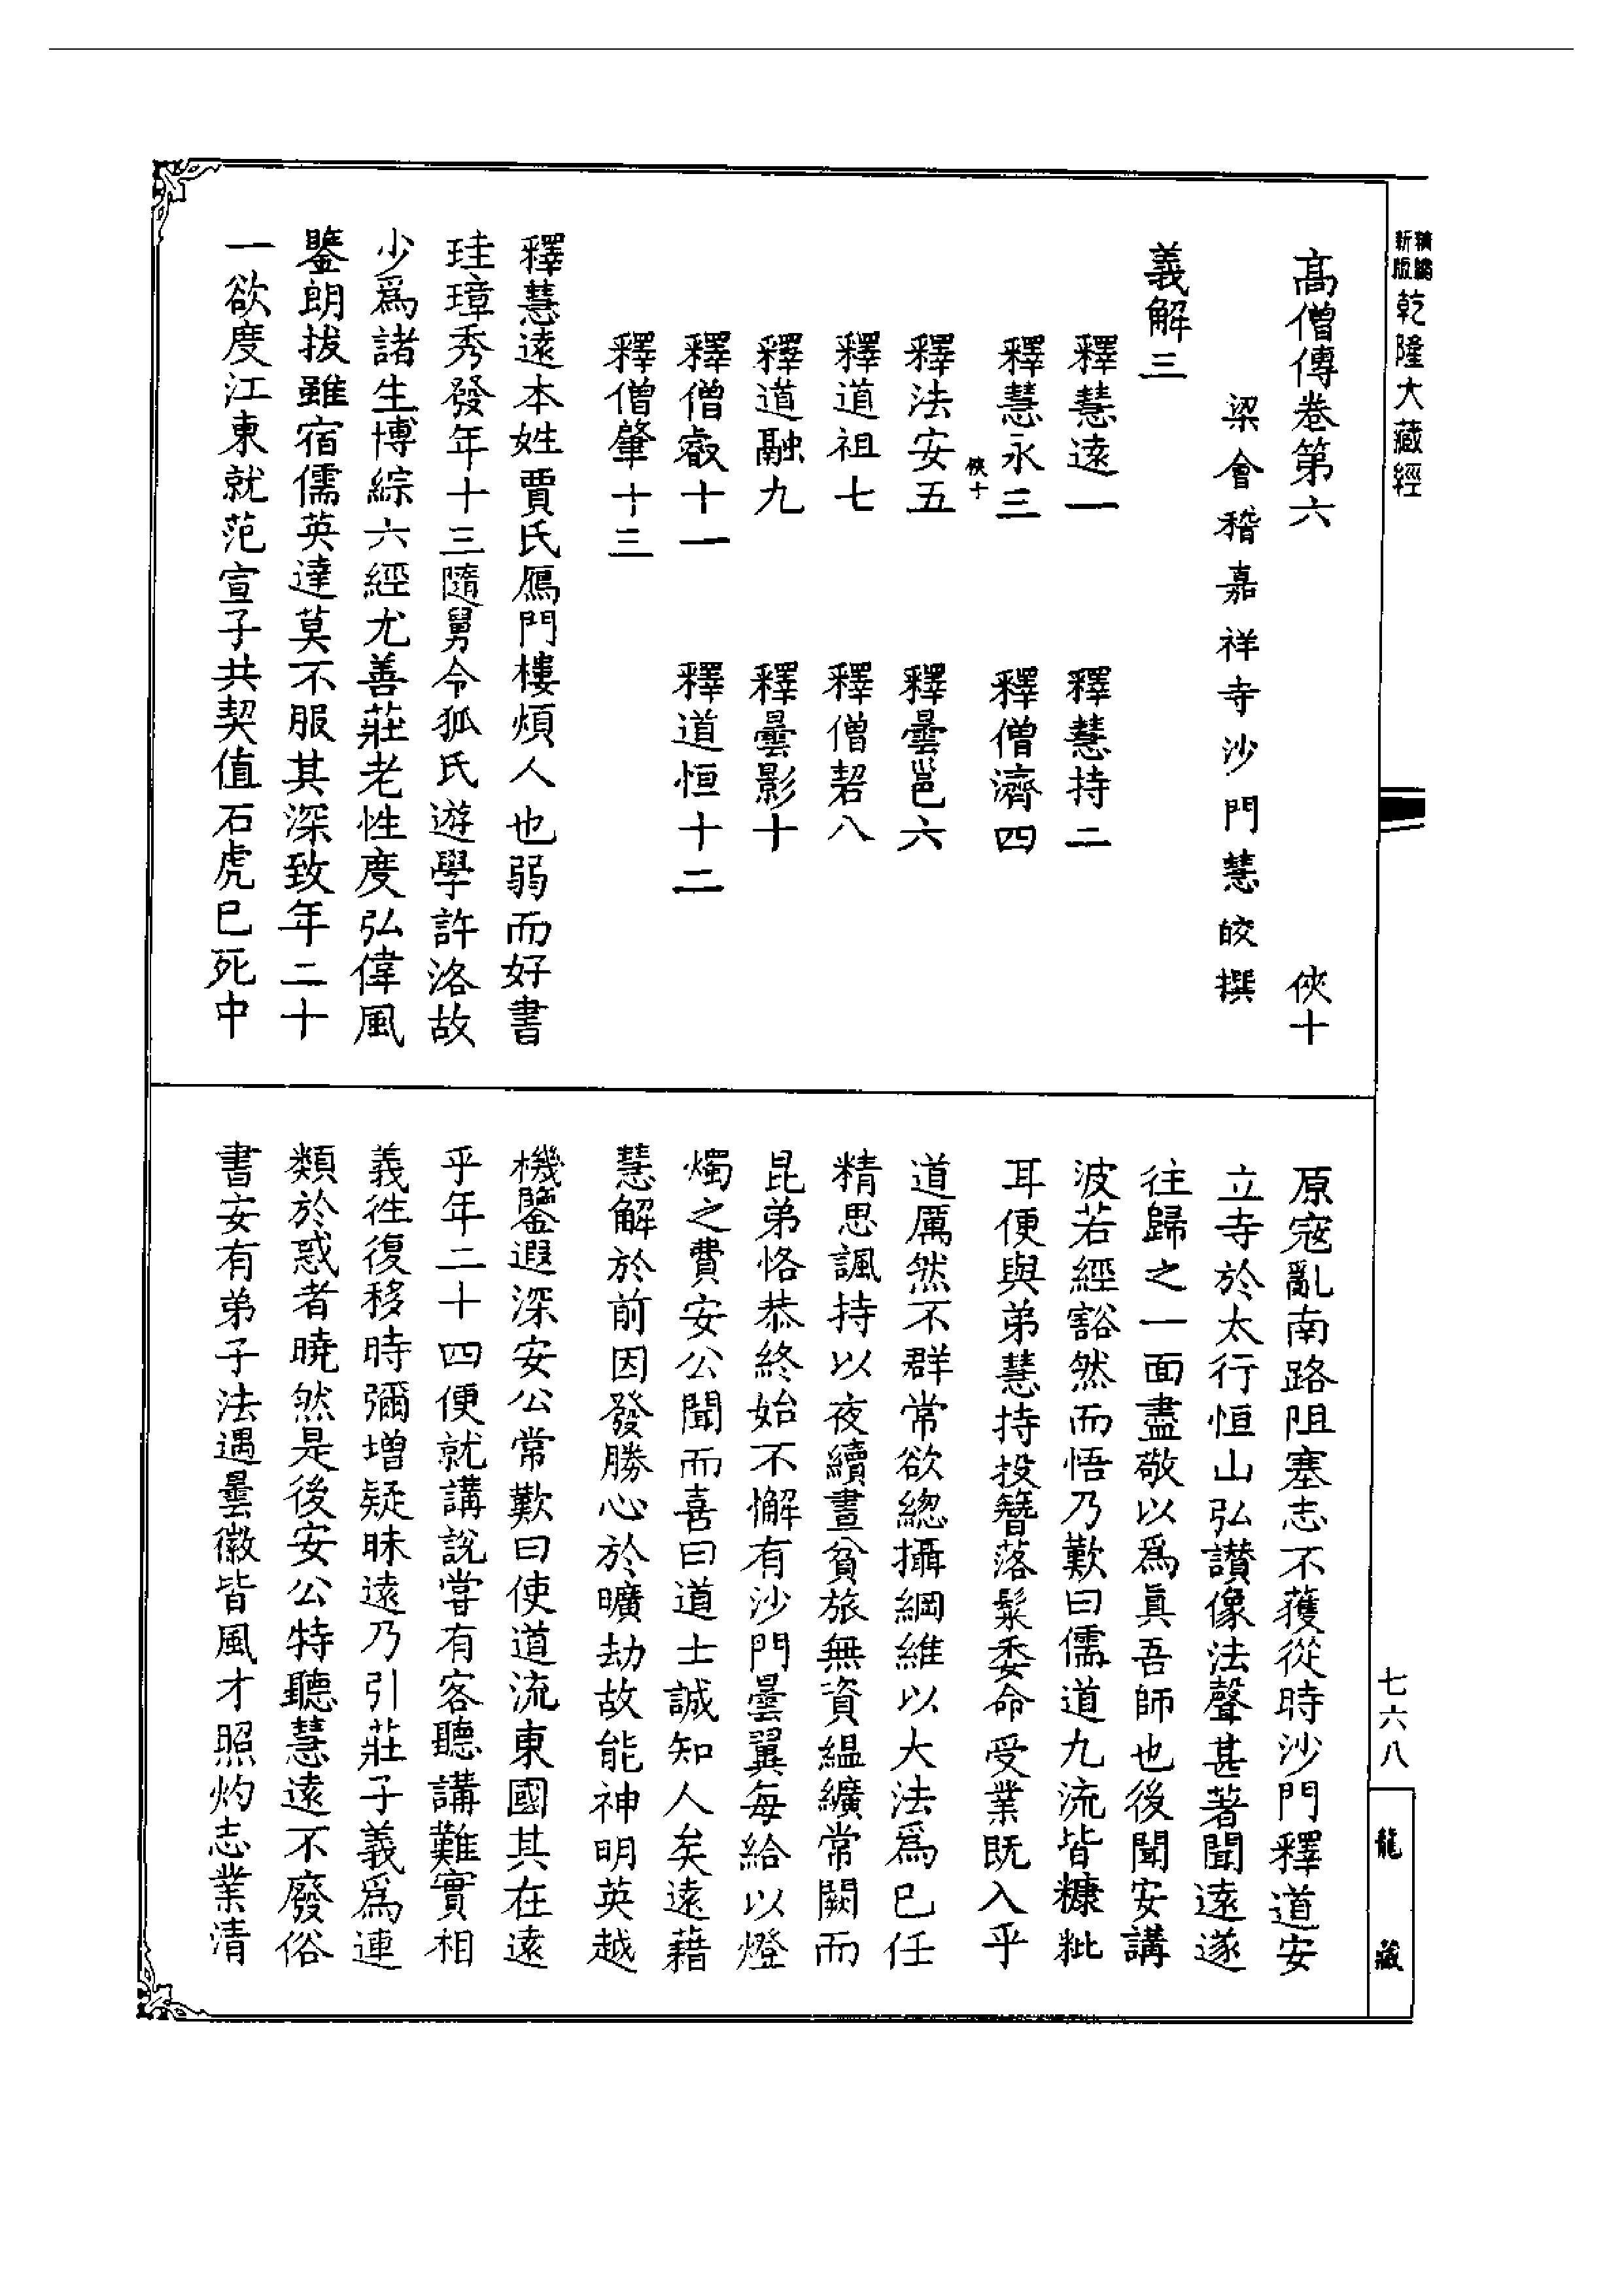 新版精編乾隆大藏經
高僧傳卷第六 俠十
梁會稽嘉祥寺沙門慧皎撰
義解三
釋慧遠一 釋慧持二
釋慧永三 釋僧濟四
俠十
釋法安五 釋曇邕六
釋道祖七 釋僧䂮八
釋道融九 釋曇影十
釋僧叡十一 釋道恒十二
釋僧肇十三
釋慧遠本姓賈氏鴈門樓煩人也弱而好書
珪璋秀發年十三隨舅令狐氏遊學許洛故
少爲諸生博綜六經尤善莊老性度弘偉風
鑒朗拔雖宿儒英達莫不服其深致年二十
一欲度江東就范宣子共契值石虎巳死中
原寇亂南路阻塞志不獲從時沙門釋道安
立寺於太行恒山弘讃像法聲甚著聞遠遂
往歸之一面盡敬以爲眞吾師也後聞安講
波若經豁然而悟乃歎曰儒道九流皆糠粃
耳便與弟慧持投簪落髮委命受業既入乎
道厲然不群常欲緫攝綱維以大法爲巳任
精思諷持以夜續晝貧旅無資緼纊常闕而
昆弟恪恭終始不懈有沙門曇翼每給以燈
燭之費安公聞而喜曰道士誠知人矣遠藉
慧解於前因發勝心於曠劫故能神明英越
機鑒遐深安公常歎曰使道流東國其在遠
乎年二十四便就講說甞有客聽講難實相
義徃復移時彌增疑昧遠乃引莊子義爲連
類於惑者曉然是後安公特聽慧遠不廢俗
書安有弟子法遇曇徽皆風才照灼志業清
七六八
龍藏